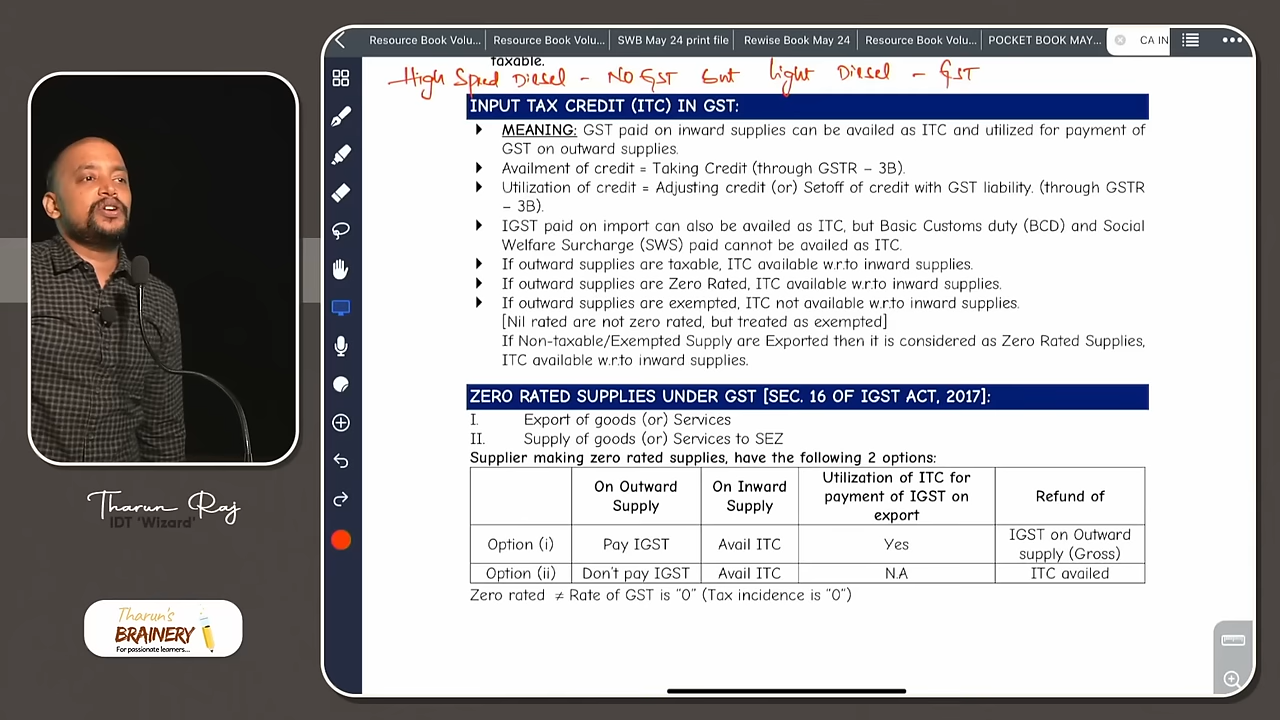 Resource Book Volu...
Resource Book Volu...
SWB May 24 print file
Rewise Book May 24
Resource Book Volu...
POCKET BOOK MAY...
CA IN
taxable.
High Speed Diesel - NO GST but light Diesel - GST
INPUT TAX CREDIT (ITC) IN GST:
MEANING: GST paid on inward supplies can be availed as ITC and utilized for payment of
GST on outward supplies.
Availment of credit = Taking Credit (through GSTR – 3B).
Utilization of credit = Adjusting credit (or) Setoff of credit with GST liability. (through GSTR
– 3B).
IGST paid on import can also be availed as ITC, but Basic Customs duty (BCD) and Social
Welfare Surcharge (SWS) paid cannot be availed as ITC.
If outward supplies are taxable, ITC available w.r.to inward supplies.
If outward supplies are Zero Rated, ITC available w.r.to inward supplies.
If outward supplies are exempted, ITC not available w.r.to inward supplies.
[Nil rated are not zero rated, but treated as exempted]
If Non-taxable/Exempted Supply are Exported then it is considered as Zero Rated Supplies,
ITC available w.r.to inward supplies.
ZERO RATED SUPPLIES UNDER GST [SEC. 16 OF IGST ACT, 2017]:
I. Export of goods (or) Services
II. Supply of goods (or) Services to SEZ
Supplier making zero rated supplies, have the following 2 options:
On Outward
Supply
On Inward
Supply
Utilization of ITC for
payment of IGST on
export
Refund of
Option (i) Pay IGST Avail ITC Yes
IGST on Outward
supply (Gross)
Option (ii) Don't pay IGST Avail ITC N.A ITC availed
Zero rated ≠ Rate of GST is "0" (Tax incidence is "0")
Tharun Raj
IDT 'Wizard'
Tharun's
BRAINERY
For passionate learners...